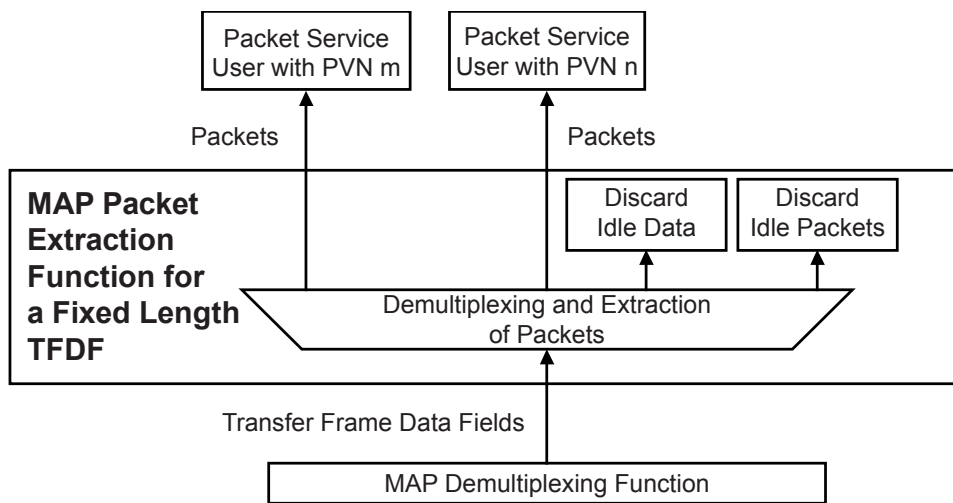 Packet Service
User with PVN m
Packet Service
User with PVN n
Packets
Packets
MAP Packet
Extraction
Function for
a Fixed Length
TFDF
Discard
Idle Data
Discard
Idle Packets
Demultiplexing and Extraction
of Packets
Transfer Frame Data Fields
MAP Demultiplexing Function